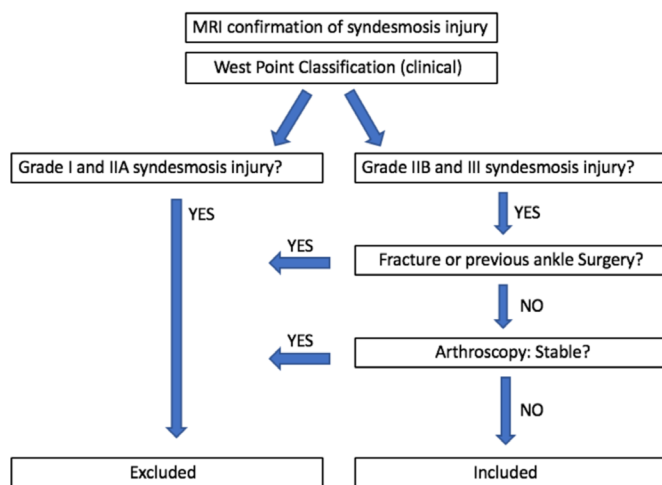 MRI confirmation of syndesmosis injury
West Point Classification (clinical)
Grade I and IIA syndesmosis injury?
Grade IIB and III syndesmosis injury?
YES
YES
YES
Fracture or previous ankle Surgery?
NO
YES
Arthroscopy: Stable?
NO
Excluded
Included